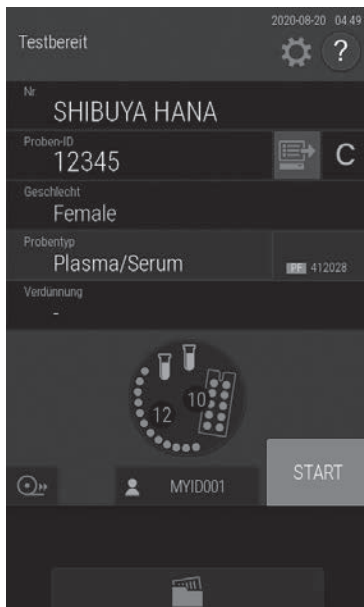 2020-08-20 04:49
Testbereit
?
Nr
SHIBUYA HANA
Proben-ID
12345
C
Geschlecht
Female
Probentyp
Plasma/Serum
PF 412028
Verdünnung
-
12
10
START
MYID001